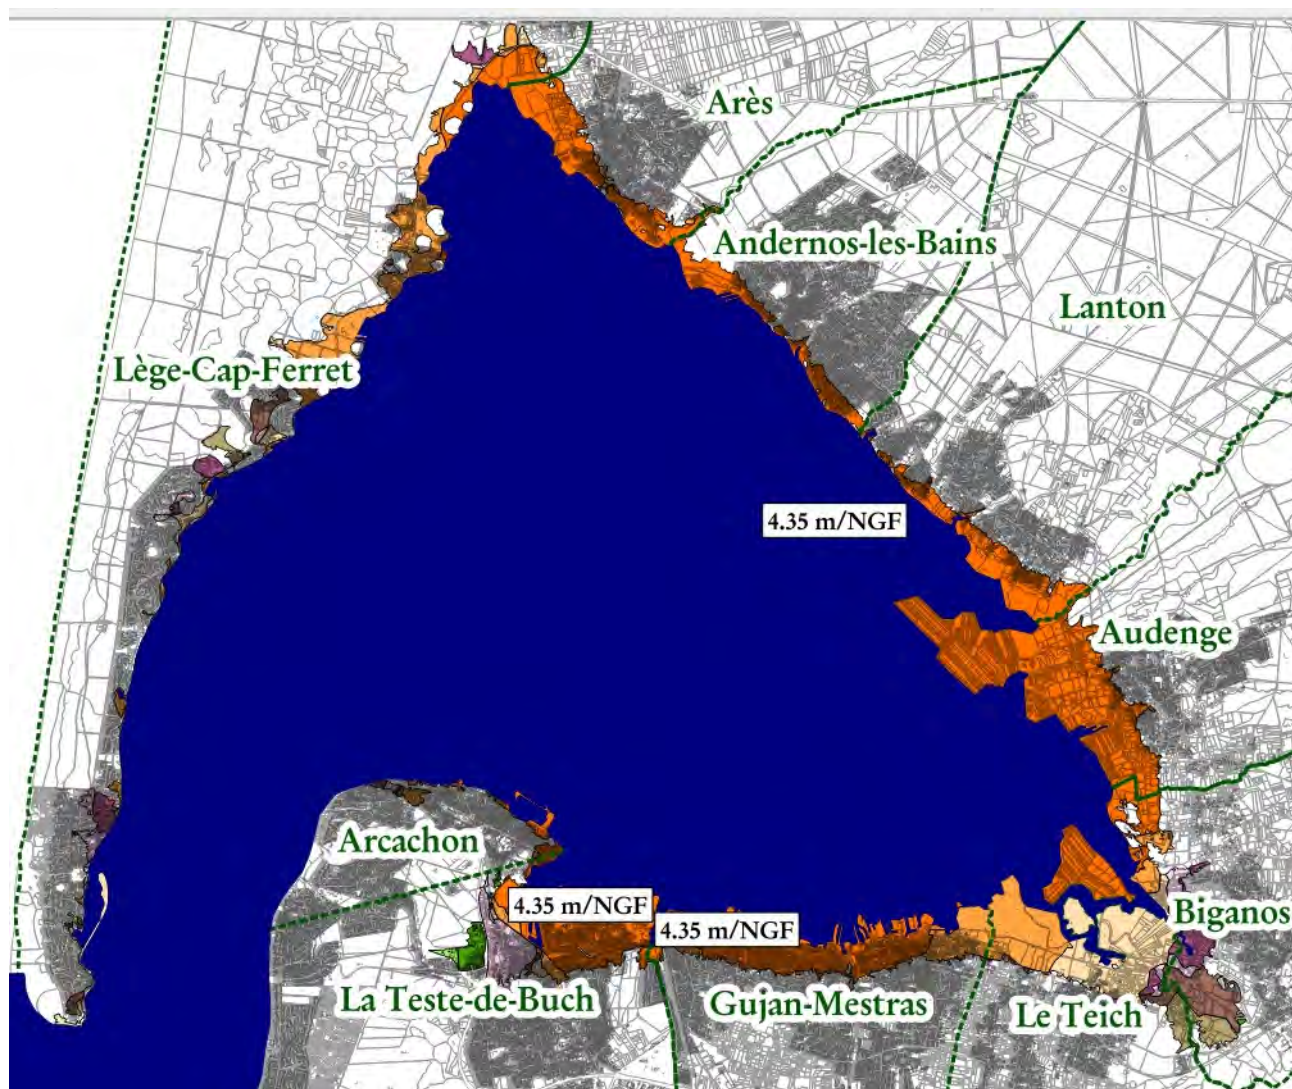 Arès
Andernos-les-Bains
Lanton
Lège-Cap-Ferret
4.35 m/NGF
Audenge
Arcachon
4.35 m/NGF
4.35 m/NGF
Biganos
La Teste-de-Buch
Gujan-Mestras
Le Teich